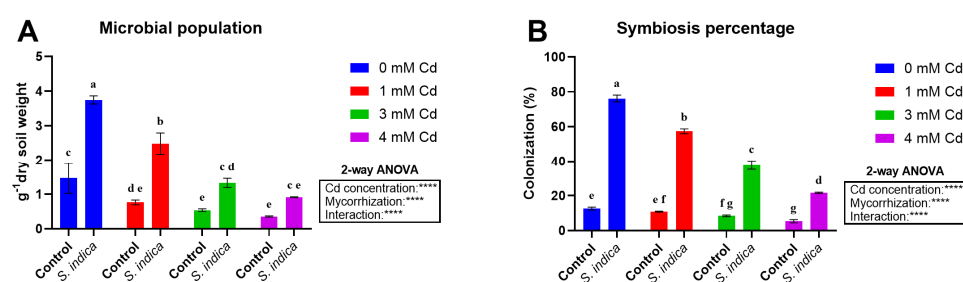 A
Microbial population
g⁻¹dry soil weight
5
4
3
2
1
0
c
a
d e
b
e
c d
e
c e
Control
S. indica
Control
S. indica
Control
S. indica
Control
S. indica
0 mM Cd
1 mM Cd
3 mM Cd
4 mM Cd
2-way ANOVA
Cd concentration:****
Mycorrhization:****
Interaction:****
B
Symbiosis percentage
Colonization (%)
100
80
60
40
20
0
e
a
e f
b
f g
c
g
d
Control
S. indica
Control
S. indica
Control
S. indica
Control
S. indica
0 mM Cd
1 mM Cd
3 mM Cd
4 mM Cd
2-way ANOVA
Cd concentration:****
Mycorrhization:****
Interaction:****